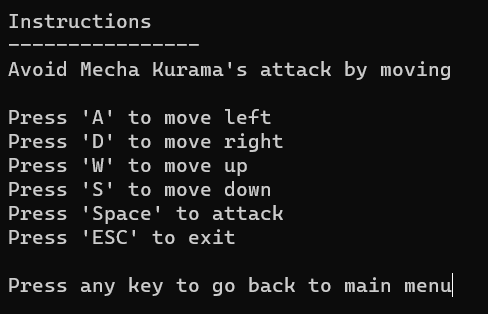 Instructions
----------------
Avoid Mecha Kurama's attack by moving
Press 'A' to move left
Press 'D' to move right
Press 'W' to move up
Press 'S' to move down
Press 'Space' to attack
Press 'ESC' to exit
Press any key to go back to main menu